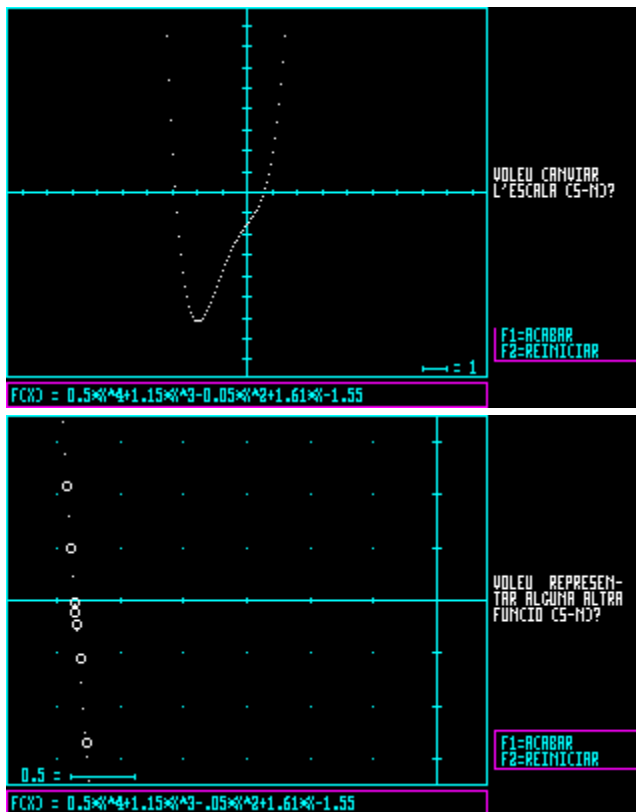 VOLEU CANVIAR
L'ESCALA (S-N)?
F1=ACABAR
F2=REINICIAR
= 1
F(X) = 0.5*X^4+1.15*X^3-0.05*X^2+1.61*X-1.55
VOLEU REPRESEN-
TAR ALGUNA ALTRA
FUNCIO (S-N)?
F1=ACABAR
F2=REINICIAR
0.5 =
F(X) = 0.5*X^4+1.15*X^3-.05*X^2+1.61*X-1.55